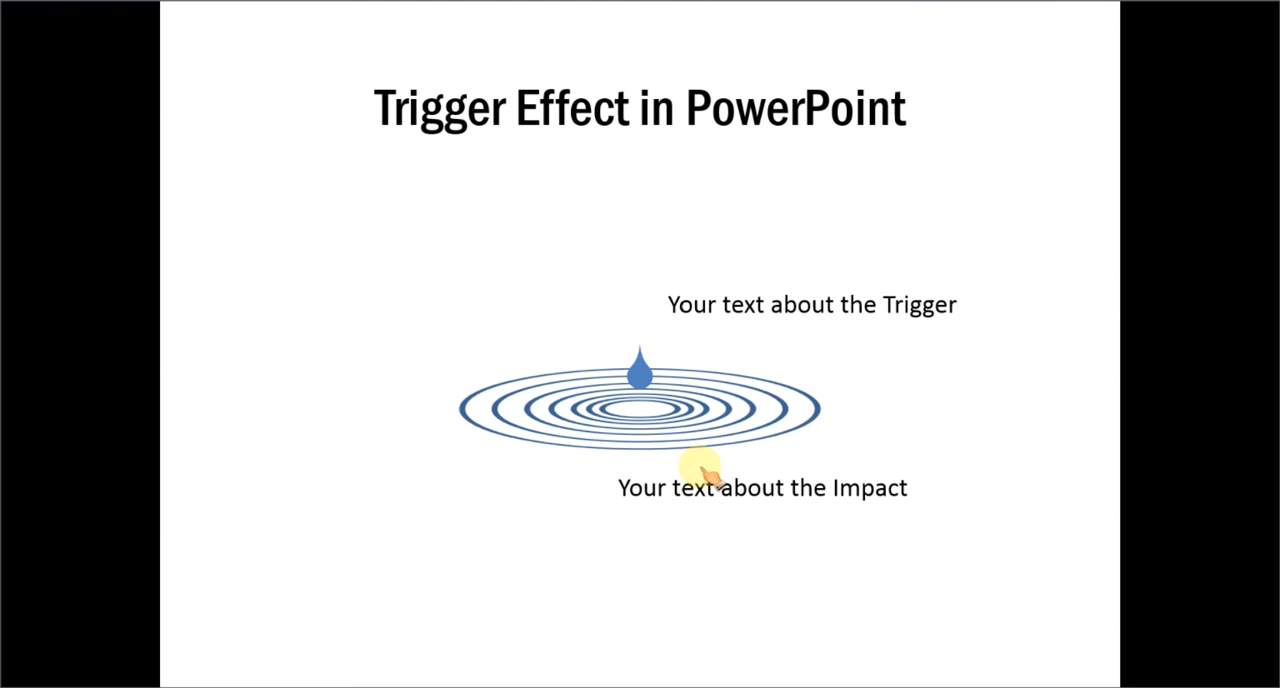 Trigger Effect in PowerPoint
Your text about the Trigger
Your text about the Impact